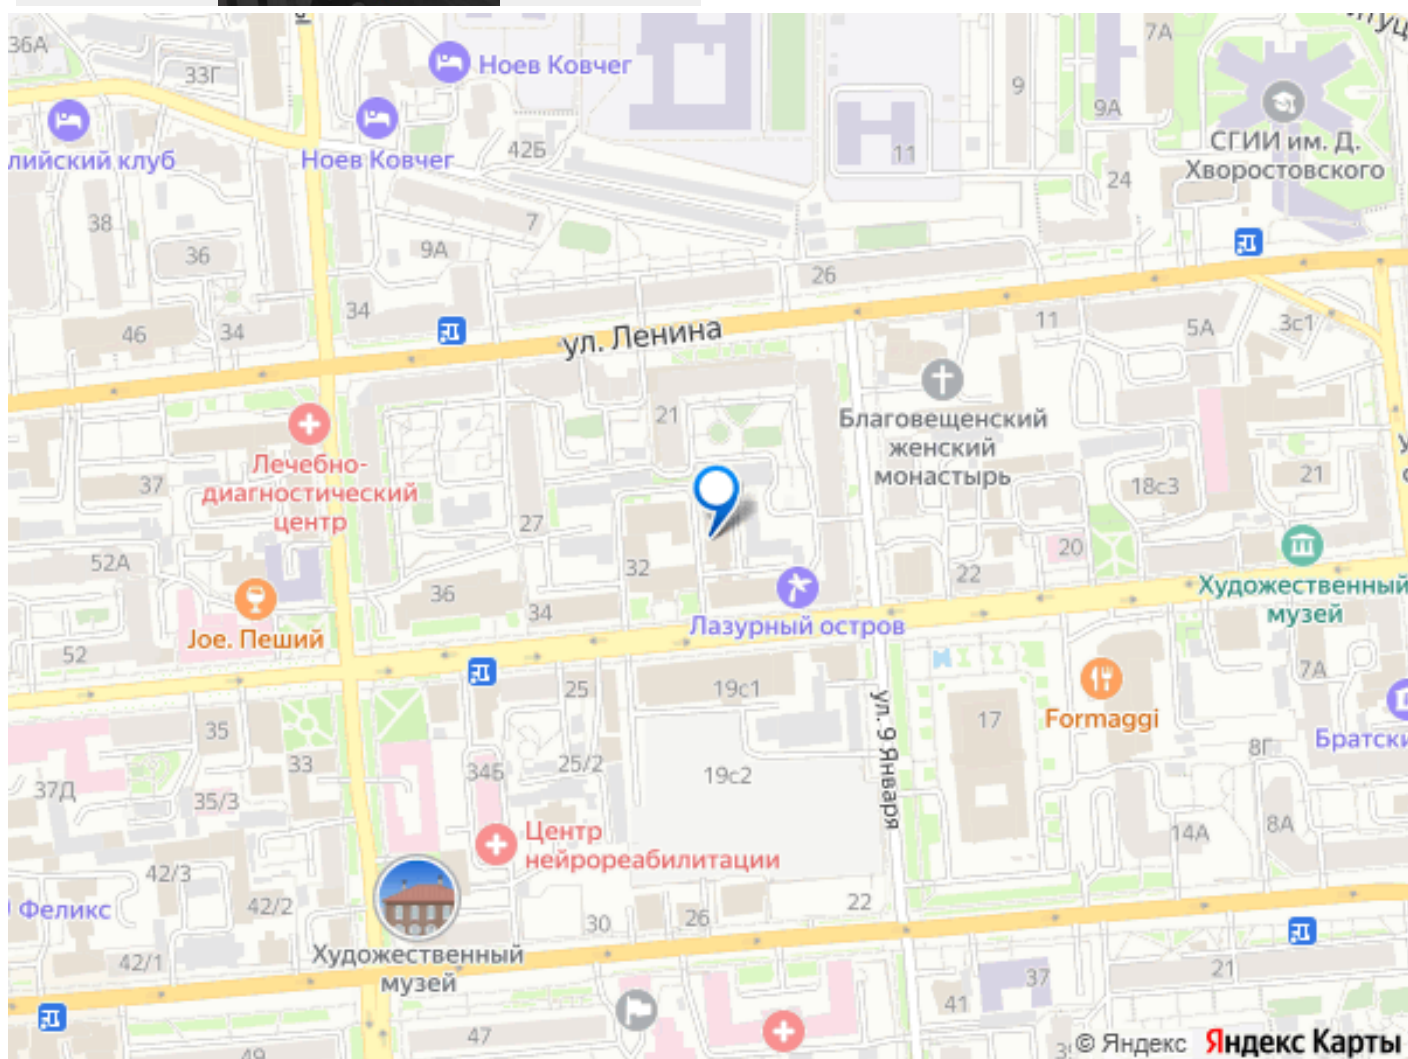 36А
33Г
Ноев Ковчег
7А
9
9А
лийский клуб
Ноев Ковчег
42Б
11
СГИИ им. Д.
Хворостовского
24
38
7
36
9А
26
34
46
34
ул. Ленина
11
5А
3с1
21
Благовещенский
женский
монастырь
Лечебно-
диагностический
центр
37
27
18с3
21
52А
32
20
22
36
34
Художественный
музей
Joe. Пеший
Лазурный остров
52
7А
25
19с1
ул. 9 Января
17
Formaggi
35
Братски
8Г
33
34Б
25/2
19с2
37Д
35/3
14А
8А
Центр
нейрореабилитации
42/3
Феликс
42/2
30
26
22
Художественный
музей
42/1
21
37
41
47
49
© Яндекс Яндекс Карты